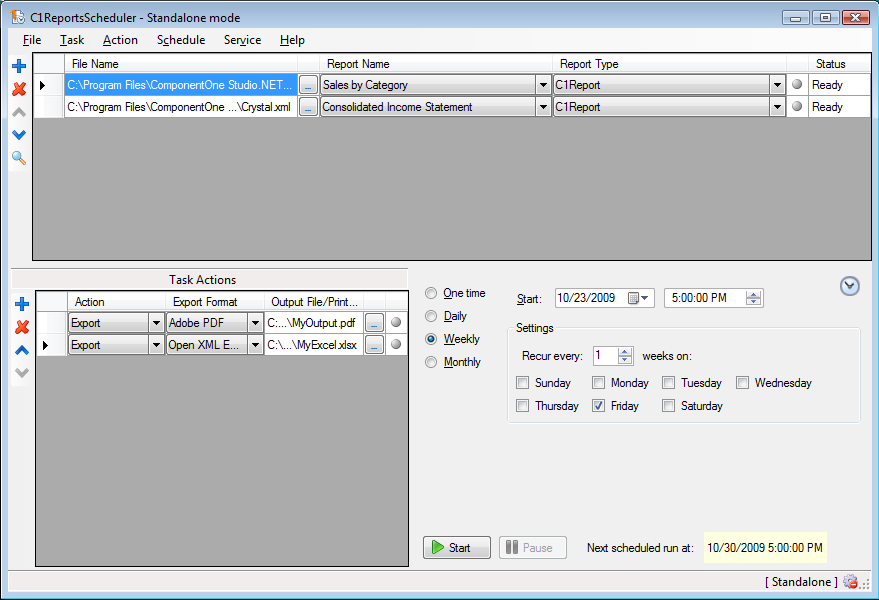 C1ReportsScheduler - Standalone mode
File Task Action Schedule Service Help
File Name Report Name Report Type Status
C:\Program Files\ComponentOne Studio.NET... ... Sales by Category C1Report Ready
C:\Program Files\ComponentOne ...\Crystal.xml ... Consolidated Income Statement C1Report Ready
Task Actions
Action Export Format Output File/Print...
Export Adobe PDF C:...\MyOutput.pdf ...
Export Open XML E... C:\...\MyExcel.xlsx ...
One time
Daily
Weekly
Monthly
Start: 10/23/2009 5:00:00 PM
Settings
Recur every: 1 weeks on:
Sunday Monday Tuesday Wednesday
Thursday Friday Saturday
Start Pause Next scheduled run at: 10/30/2009 5:00:00 PM
[ Standalone ]